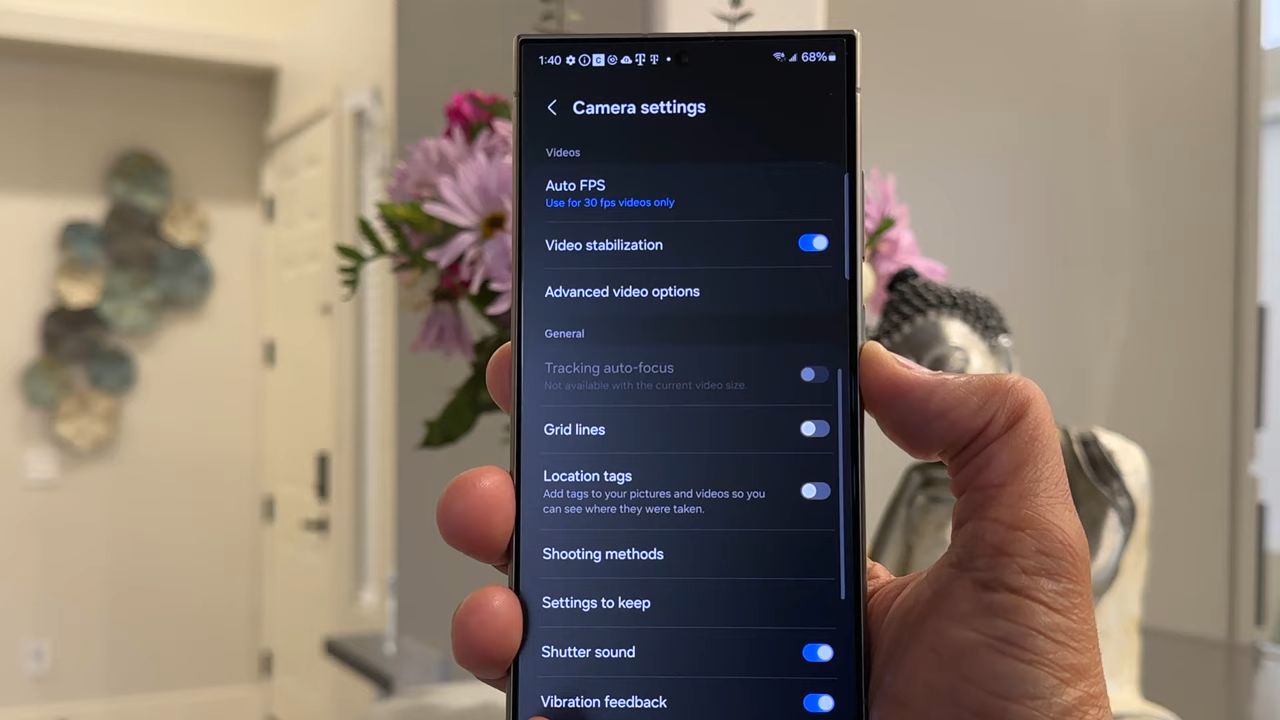 1:40 68%
Camera settings
Videos
Auto FPS
Use for 30 fps videos only
Video stabilization
Advanced video options
General
Tracking auto-focus
Not available with the current video size.
Grid lines
Location tags
Add tags to your pictures and videos so you
can see where they were taken.
Shooting methods
Settings to keep
Shutter sound
Vibration feedback